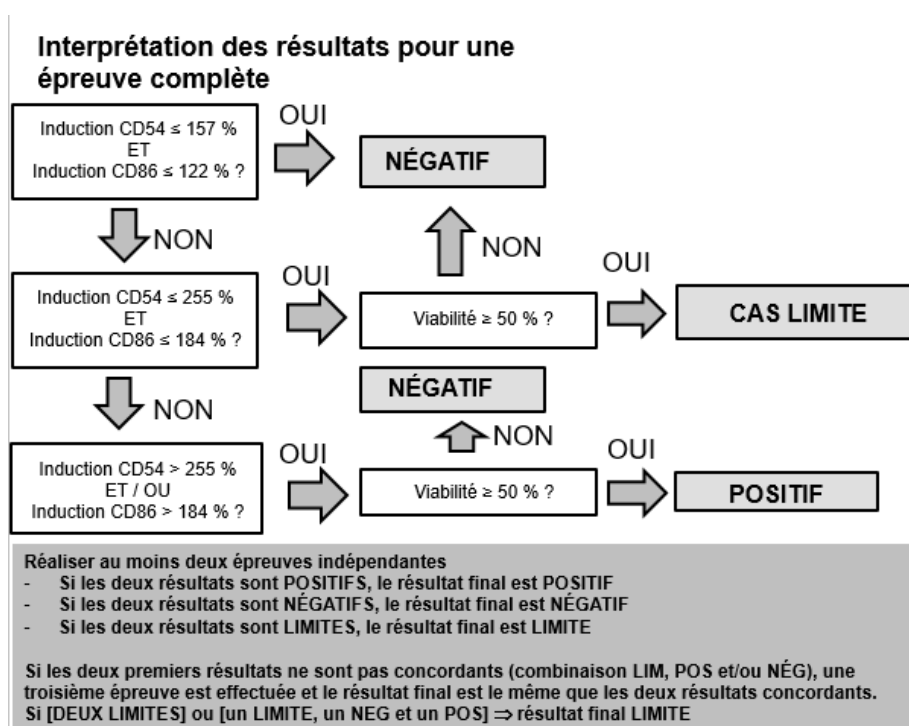 Interprétation des résultats pour une
épreuve complète
Induction CD54 ≤ 157 %
ET
Induction CD86 ≤ 122 % ?
OUI
NÉGATIF
NON
NON
Induction CD54 ≤ 255 %
ET
Induction CD86 ≤ 184 % ?
OUI
Viabilité ≥ 50 % ?
OUI
CAS LIMITE
NON
NÉGATIF
NON
Induction CD54 > 255 %
ET / OU
Induction CD86 > 184 % ?
OUI
Viabilité ≥ 50 % ?
OUI
POSITIF
Réaliser au moins deux épreuves indépendantes
- Si les deux résultats sont POSITIFS, le résultat final est POSITIF
- Si les deux résultats sont NÉGATIFS, le résultat final est NÉGATIF
- Si les deux résultats sont LIMITES, le résultat final est LIMITE
Si les deux premiers résultats ne sont pas concordants (combinaison LIM, POS et/ou NÉG), une
troisième épreuve est effectuée et le résultat final est le même que les deux résultats concordants.
Si [DEUX LIMITES] ou [un LIMITE, un NEG et un POS] ⇒ résultat final LIMITE